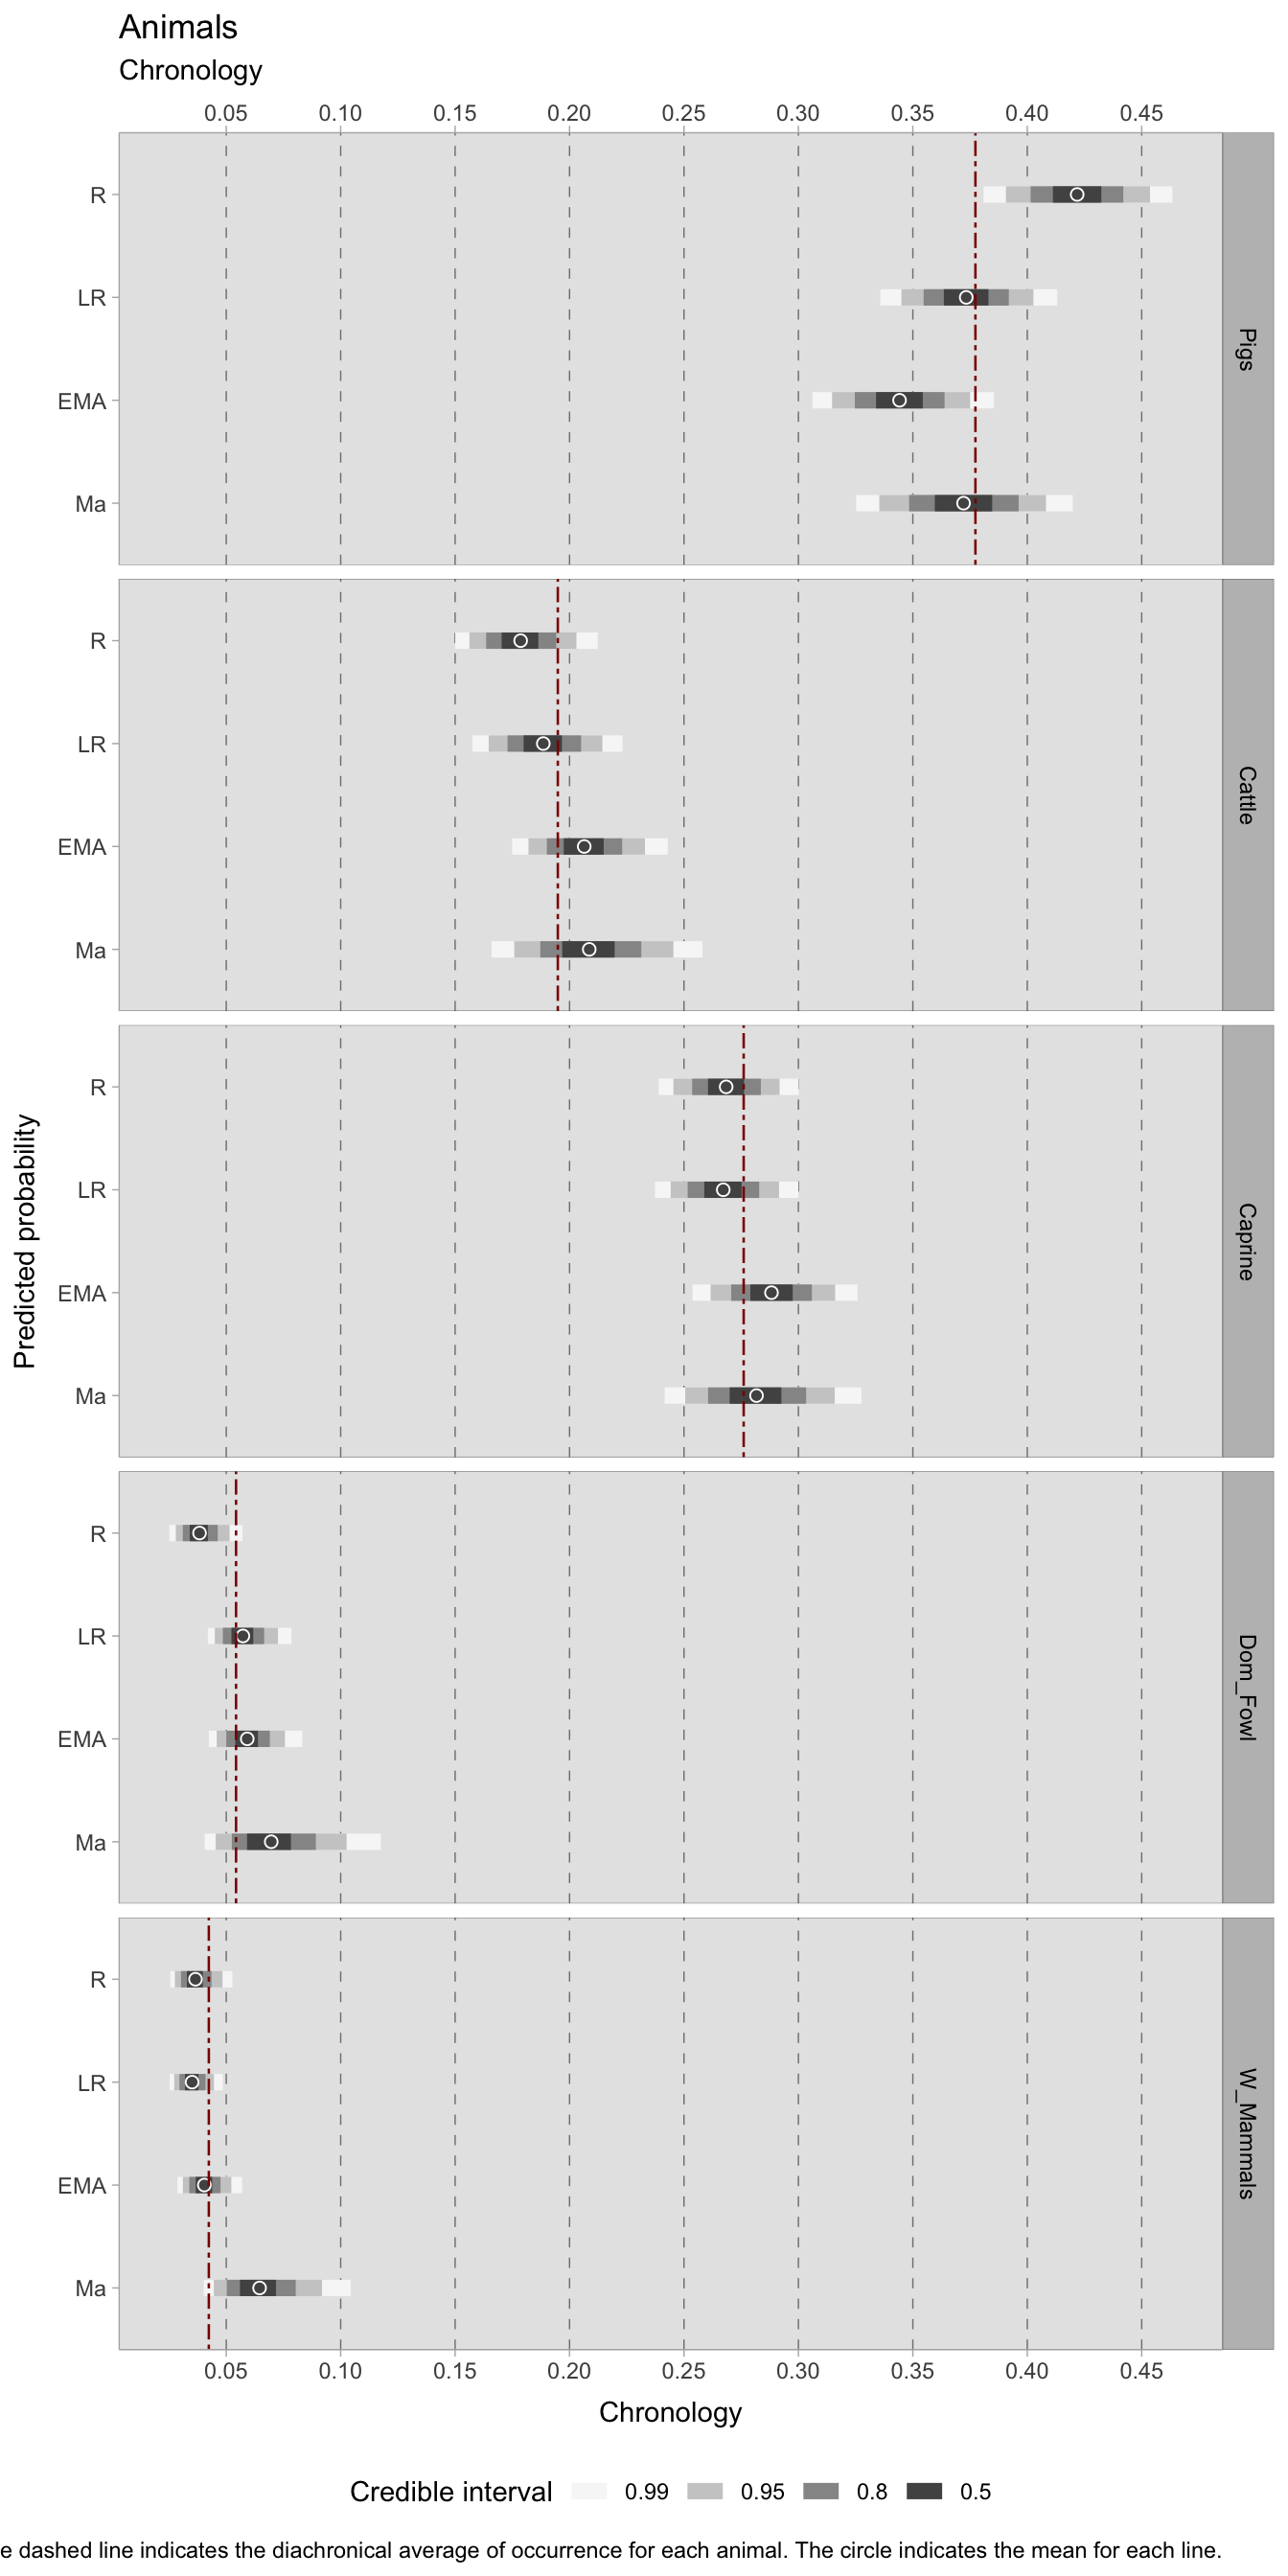 Animals
Chronology
0.05 0.10 0.15 0.20 0.25 0.30 0.35 0.40 0.45
R
LR
EMA
Ma
Pigs
R
LR
EMA
Ma
Cattle
R
LR
EMA
Ma
Caprine
R
LR
EMA
Ma
Dom_Fowl
R
LR
EMA
Ma
W_Mammals
Predicted probability
0.05 0.10 0.15 0.20 0.25 0.30 0.35 0.40 0.45
Chronology
Credible interval 0.99 0.95 0.8 0.5
e dashed line indicates the diachronical average of occurrence for each animal. The circle indicates the mean for each line.